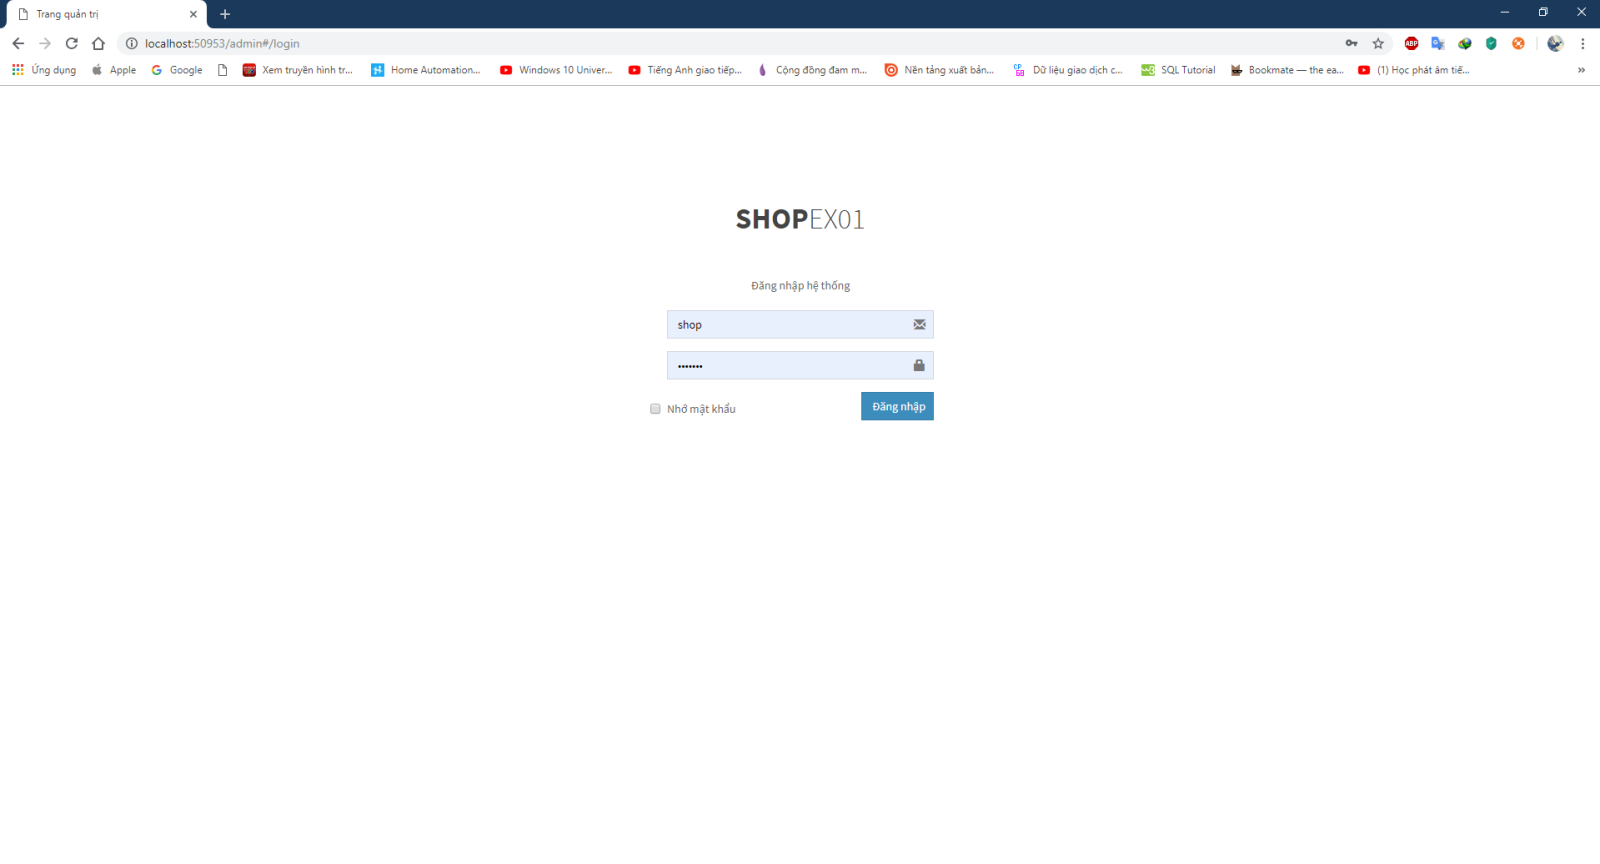 Trang quản trị
localhost:50953/admin#/login
Ứng dụng Apple Google Xem truyền hình tr... Home Automation... Windows 10 Univer... Tiếng Anh giao tiếp... Cộng đồng đam m... Nền tảng xuất bản... Dữ liệu giao dịch c... SQL Tutorial Bookmate — the ea... (1) Học phát âm tiế...
SHOPEX01
Đăng nhập hệ thống
shop
•••••••
Nhớ mật khẩu
Đăng nhập